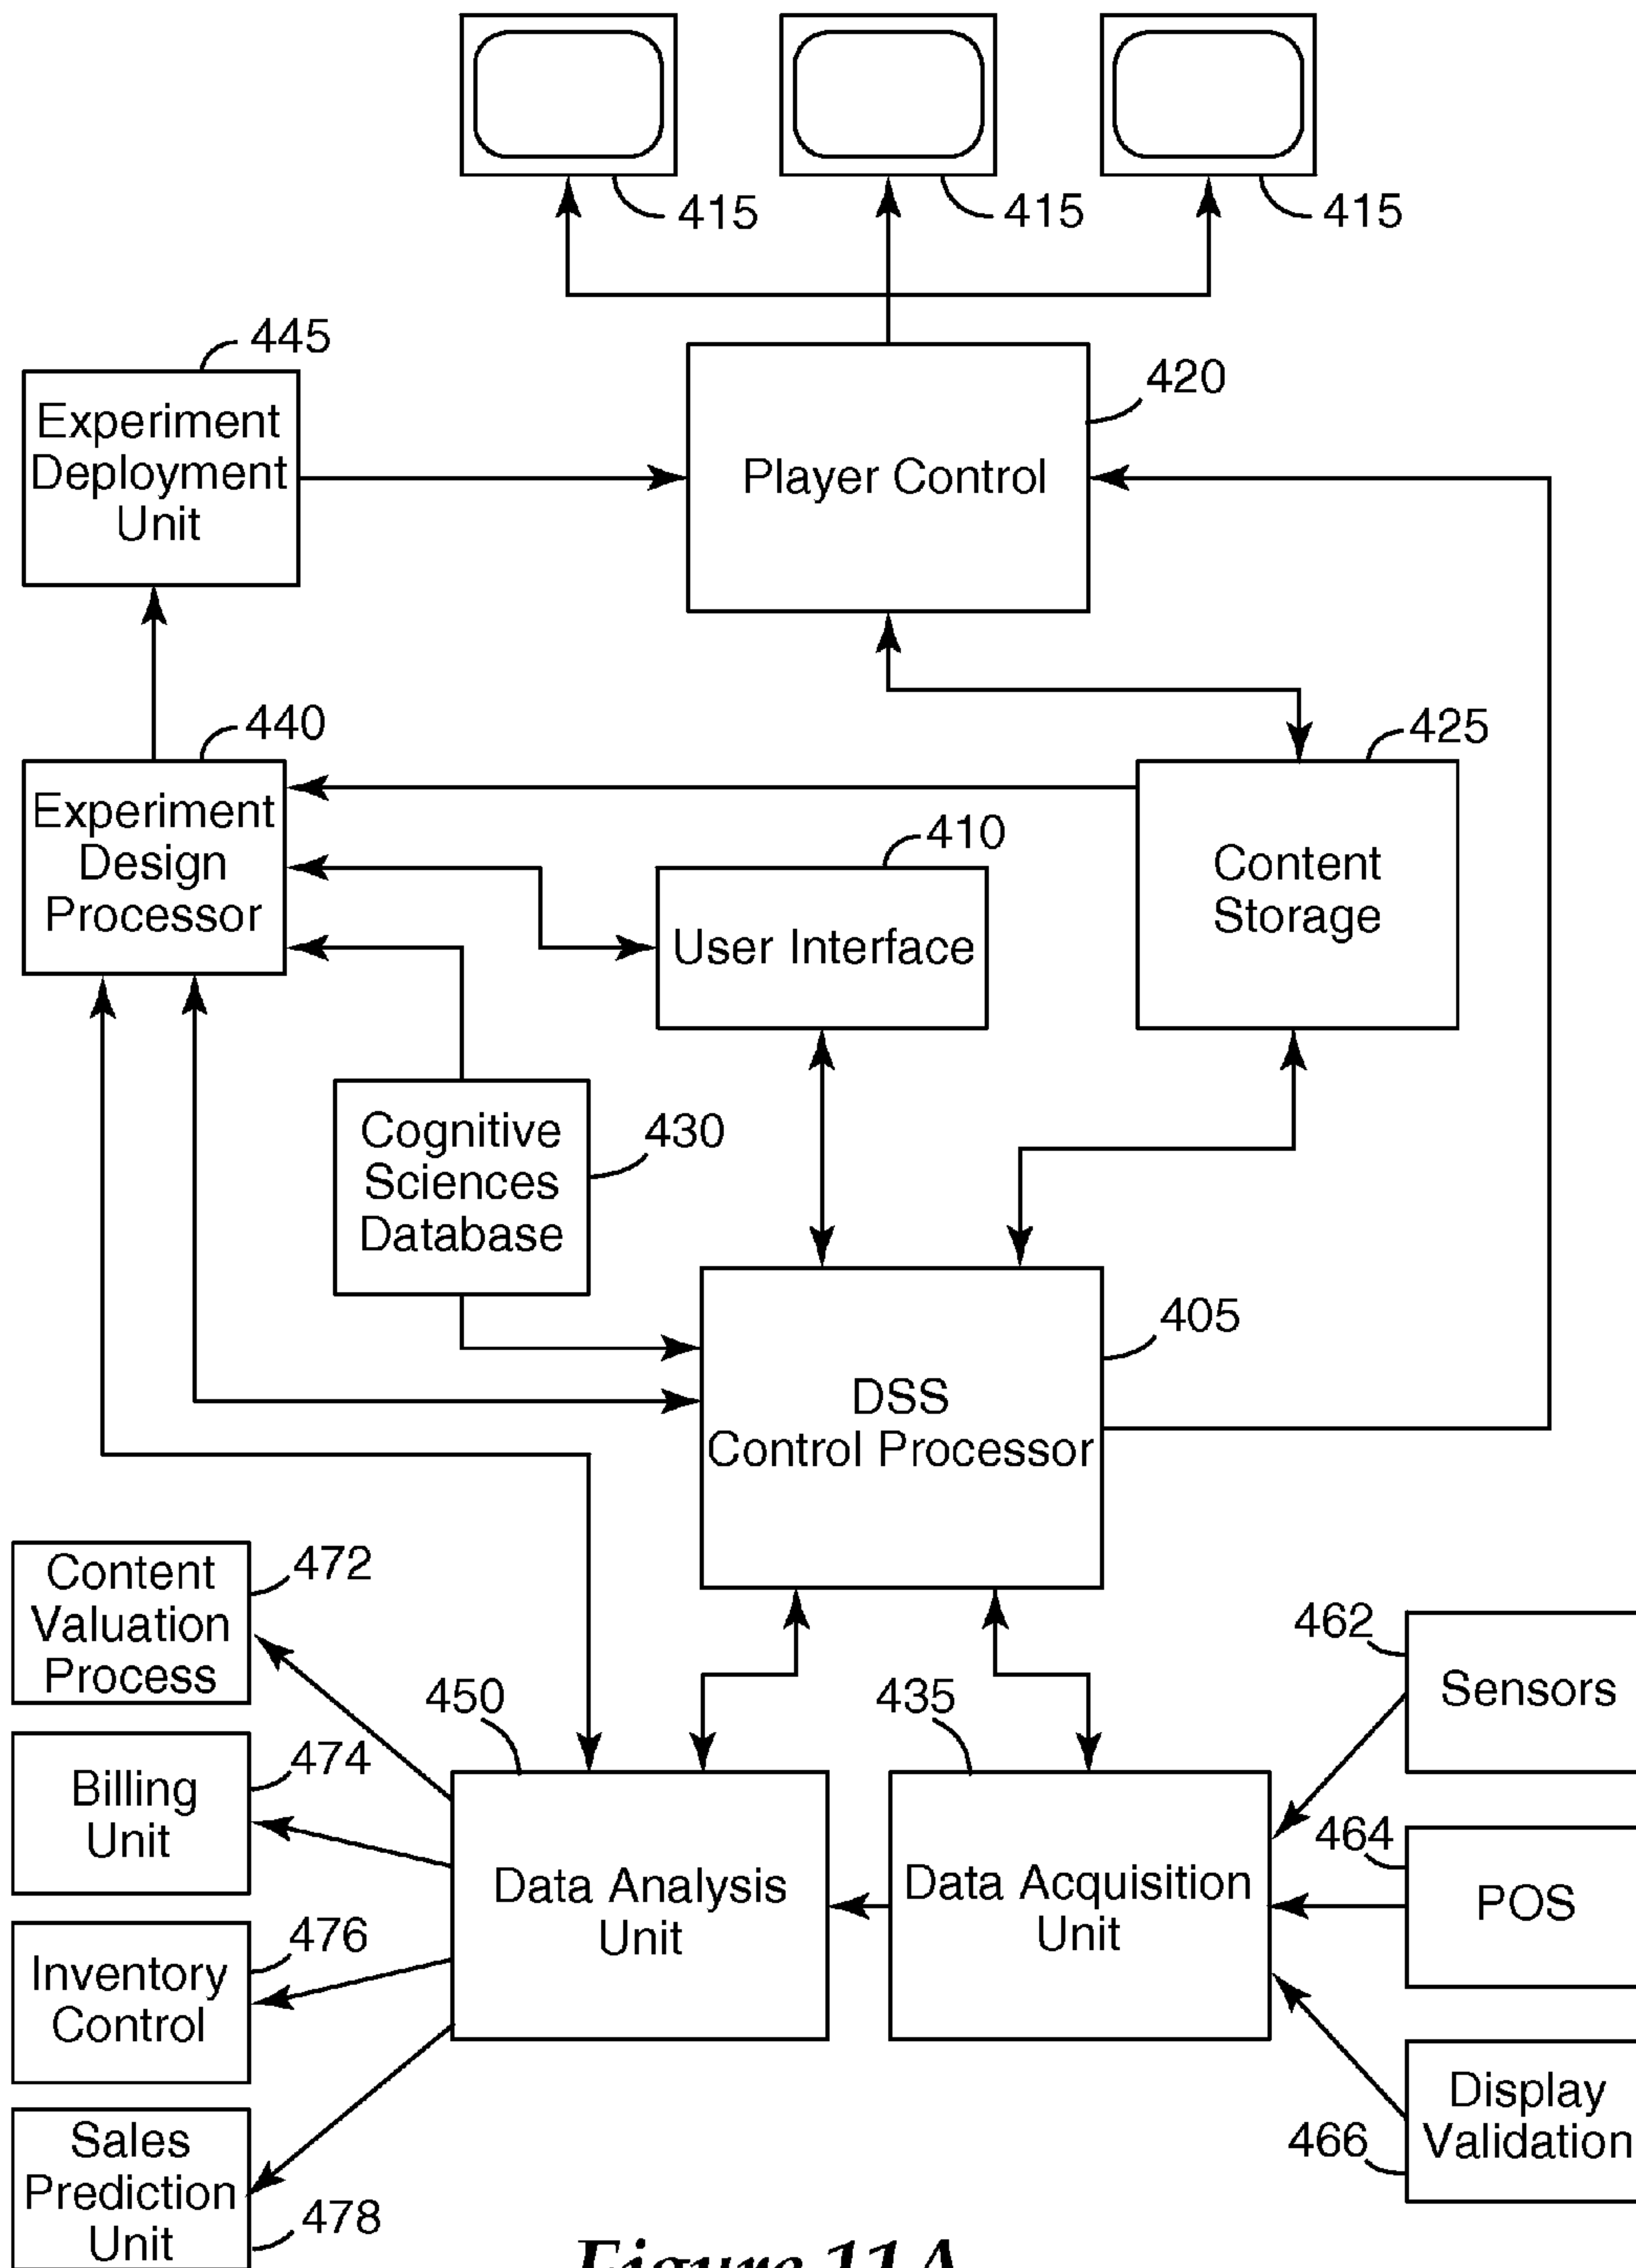 415
415
415
445
Experiment
Deployment
Unit
420
Player Control
440
Experiment
Design
Processor
425
Content
Storage
410
User Interface
Cognitive
Sciences
Database
430
405
DSS
Control Processor
Content
Valuation
Process
472
462
Sensors
450
435
Billing
Unit
474
464
POS
Data Analysis
Unit
Data Acquisition
Unit
Inventory
Control
476
Display
Validation
466
Sales
Prediction
Unit
478
Figure 11A